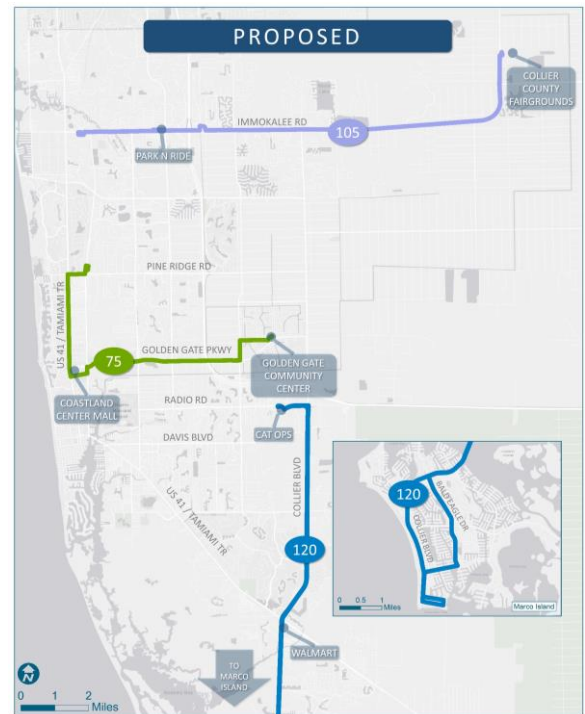 PROPOSED
COLLIER
COUNTY
FAIRGROUNDS
IMMOKALEE RD
105
PARK N RIDE
PINE RIDGE RD
US 41 / TAMIAMI TR
GOLDEN GATE PKWY
75
GOLDEN GATE
COMMUNITY
CENTER
COASTLAND
CENTER MALL
RADIO RD
CAT OPS
DAVIS BLVD
COLLIER BLVD
US 41 / TAMIAMI TR
120
WALMART
TO
MARCO
ISLAND
N
0 1 2
Miles
120
BALD EAGLE DR
COLLIER BLVD
0 0.5 1
Miles
Marco Island